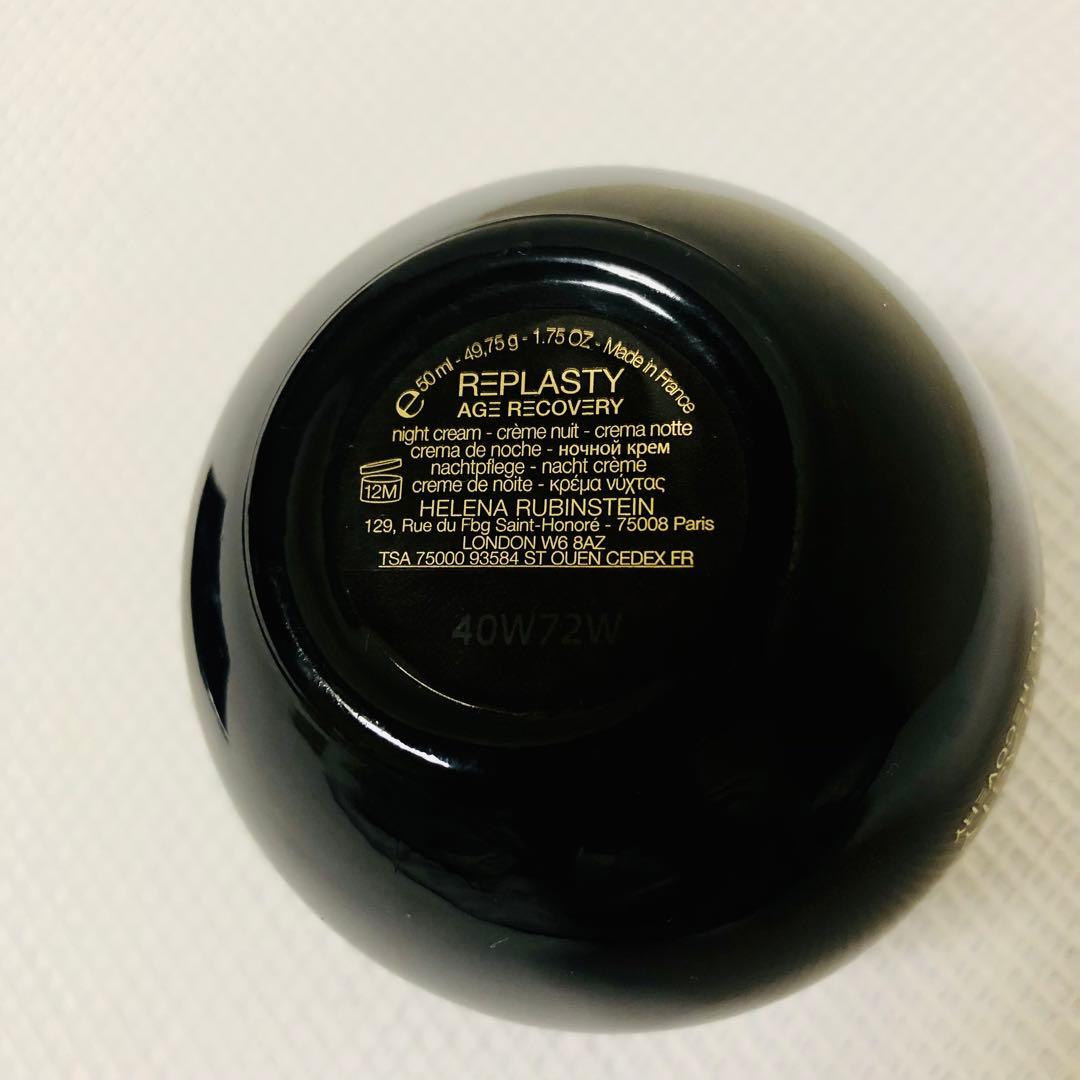 ℮ 50 ml - 49,75 g - 1.75 OZ - Made in France
REPLASTY
AGE RECOVERY
night cream - crème nuit - crema notte
crema de noche - ночной крем
nachtpflege - nacht crème
12M
creme de noite - κρέμα νύχτας
HELENA RUBINSTEIN
129, Rue du Fbg Saint-Honoré - 75008 Paris
LONDON W6 8AZ
TSA 75000 93584 ST OUEN CEDEX FR
40W72W
AGE RECOVERY